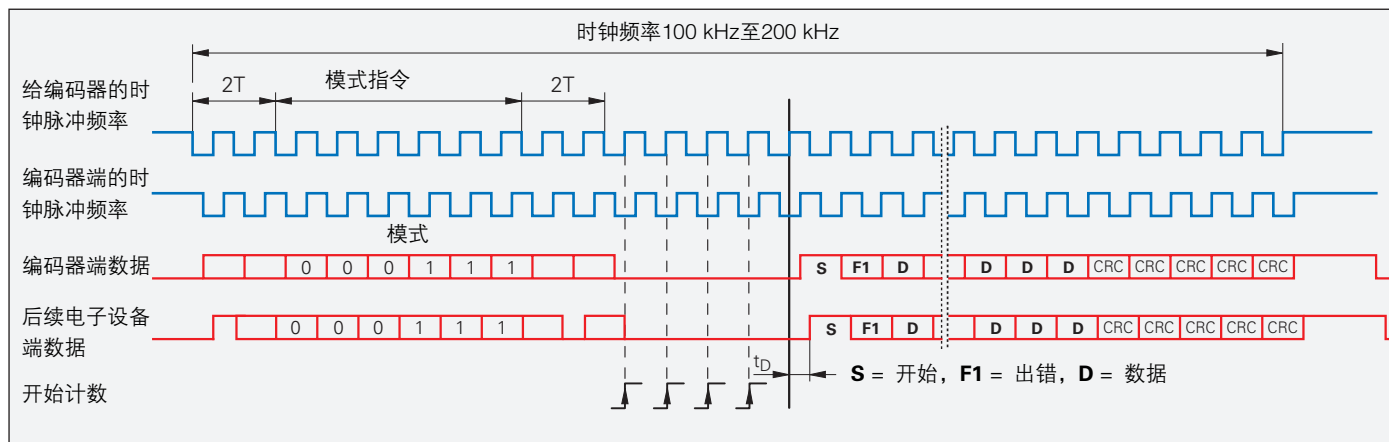 时钟频率100 kHz至200 kHz
2T 模式指令 2T
给编码器的时
钟脉冲频率
编码器端的时
钟脉冲频率
模式
编码器端数据 0 0 0 1 1 1 S F1 D D D D CRC CRC CRC CRC CRC
后续电子设备
端数据
0 0 0 1 1 1 S F1 D D D D CRC CRC CRC CRC CRC
tD
S = 开始，F1 = 出错，D = 数据
开始计数